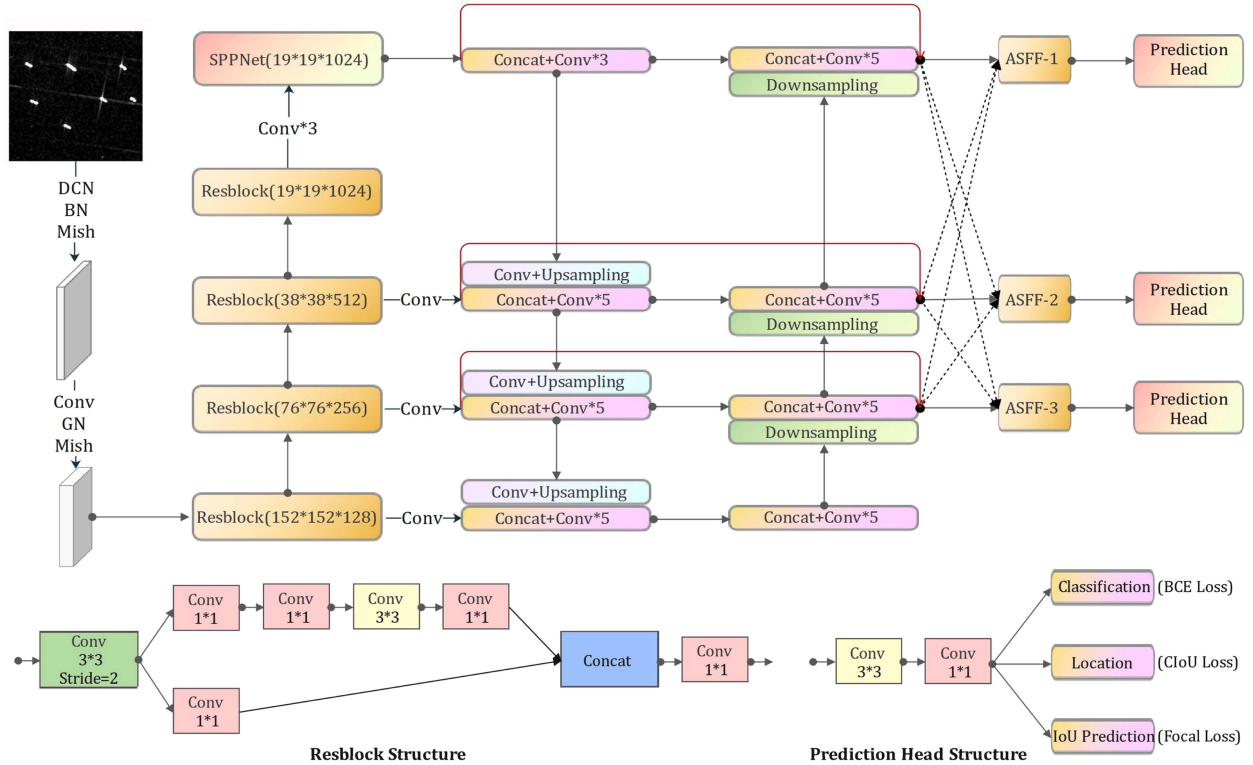 SPPNet(19*19*1024)
Concat+Conv*3
Concat+Conv*5
Downsampling
ASFF-1
Prediction
Head
Conv*3
DCN
BN
Mish
Resblock(19*19*1024)
Resblock(38*38*512)
Conv
Conv+Upsampling
Concat+Conv*5
Concat+Conv*5
Downsampling
ASFF-2
Prediction
Head
Conv
GN
Mish
Resblock(76*76*256)
Conv
Conv+Upsampling
Concat+Conv*5
Concat+Conv*5
Downsampling
ASFF-3
Prediction
Head
Resblock(152*152*128)
Conv
Conv+Upsampling
Concat+Conv*5
Concat+Conv*5
Conv
3*3
Stride=2
Conv
1*1
Conv
1*1
Conv
3*3
Conv
1*1
Conv
1*1
Concat
Conv
1*1
Resblock Structure
Conv
3*3
Conv
1*1
Classification (BCE Loss)
Location (CIoU Loss)
IoU Prediction (Focal Loss)
Prediction Head Structure